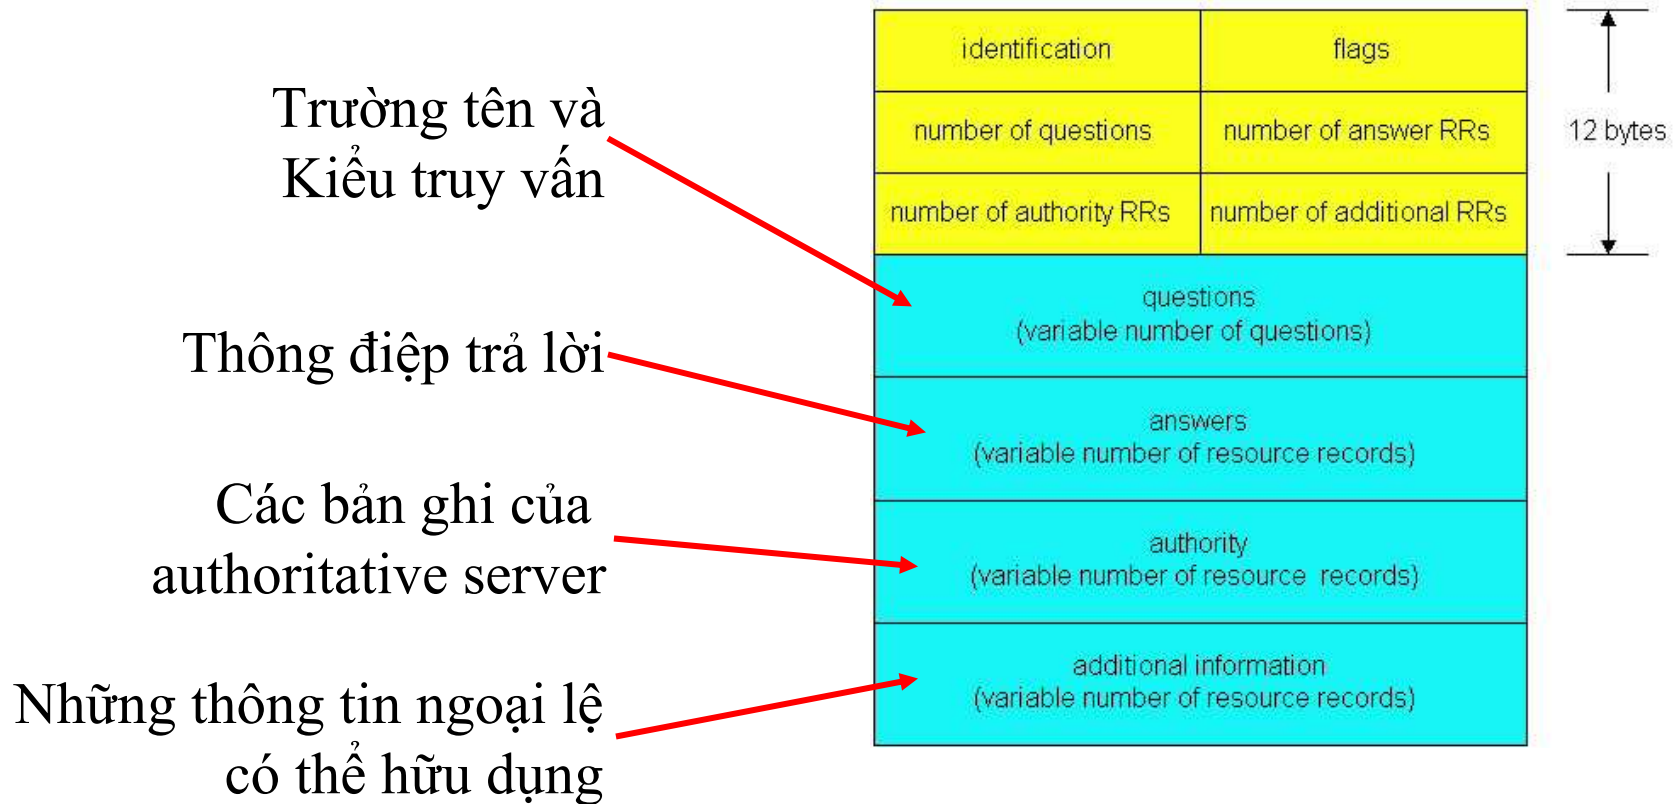 Trường tên và
Kiểu truy vấn
Thông điệp trả lời
Các bản ghi của
authoritative server
Những thông tin ngoại lệ
có thể hữu dụng
identification
flags
number of questions
number of answer RRs
number of authority RRs
number of additional RRs
12 bytes
questions
(variable number of questions)
answers
(variable number of resource records)
authority
(variable number of resource records)
additional information
(variable number of resource records)